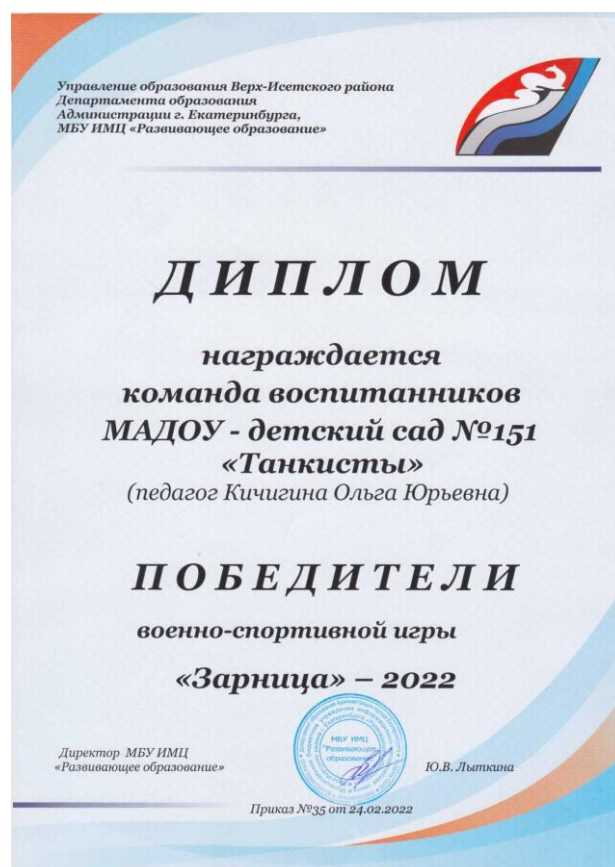 Управление образования Верх-Исетского района
Департамента образования
Администрации г. Екатеринбурга,
МБУ ИМЦ «Развивающее образование»
ДИПЛОМ
награждается
команда воспитанников
МАДОУ - детский сад №151
«Танкисты»
(педагог Кичигина Ольга Юрьевна)
ПОБЕДИТЕЛИ
военно-спортивной игры
«Зарница» – 2022
МБУ ИМЦ
"Развивающее
образование"
Директор МБУ ИМЦ
«Развивающее образование»
Ю.В. Лыткина
Приказ №35 от 24.02.2022